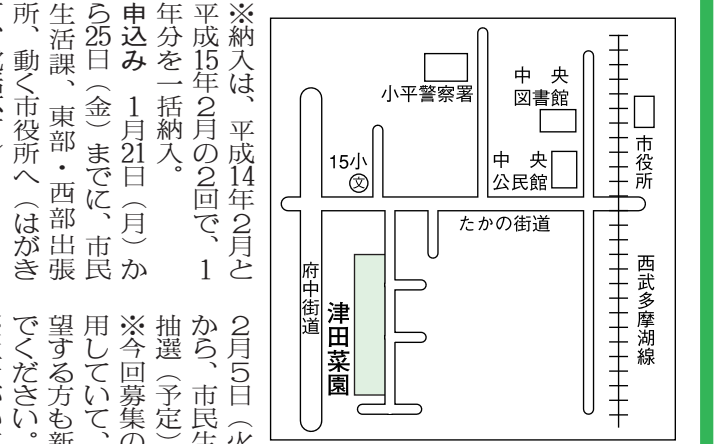 小平警察署
中央
図書館
15小
文
中央
公民館
市役所
たかの街道
府中街道
津田菜園
西武多摩湖線
※納入は、平成14年2月と
平成15年2月の2回で、1
年分を一括納入。
申込み　1月21日（月）か
ら25日（金）までに、市民
生活課、東部・西部出張
所、動く市役所へ（はがき
2月5日（火
から、市民生
抽選（予定）
※今回募集の
用していて、
望する方も新
でください。